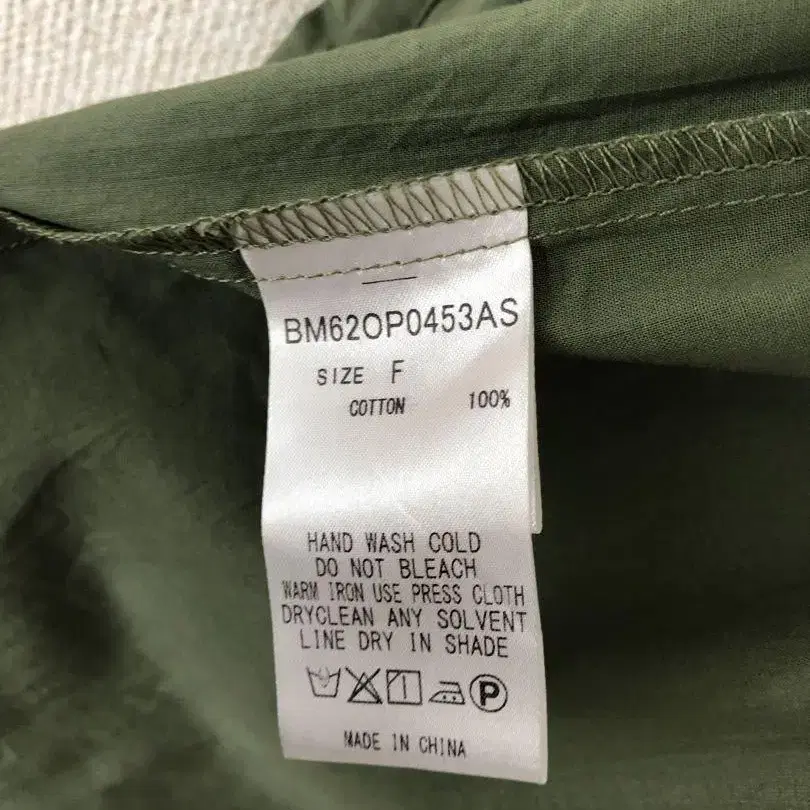 BM62OP0453AS
SIZE F
COTTON 100%
HAND WASH COLD
DO NOT BLEACH
WARM IRON USE PRESS CLOTH
DRYCLEAN ANY SOLVENT
LINE DRY IN SHADE
P
MADE IN CHINA